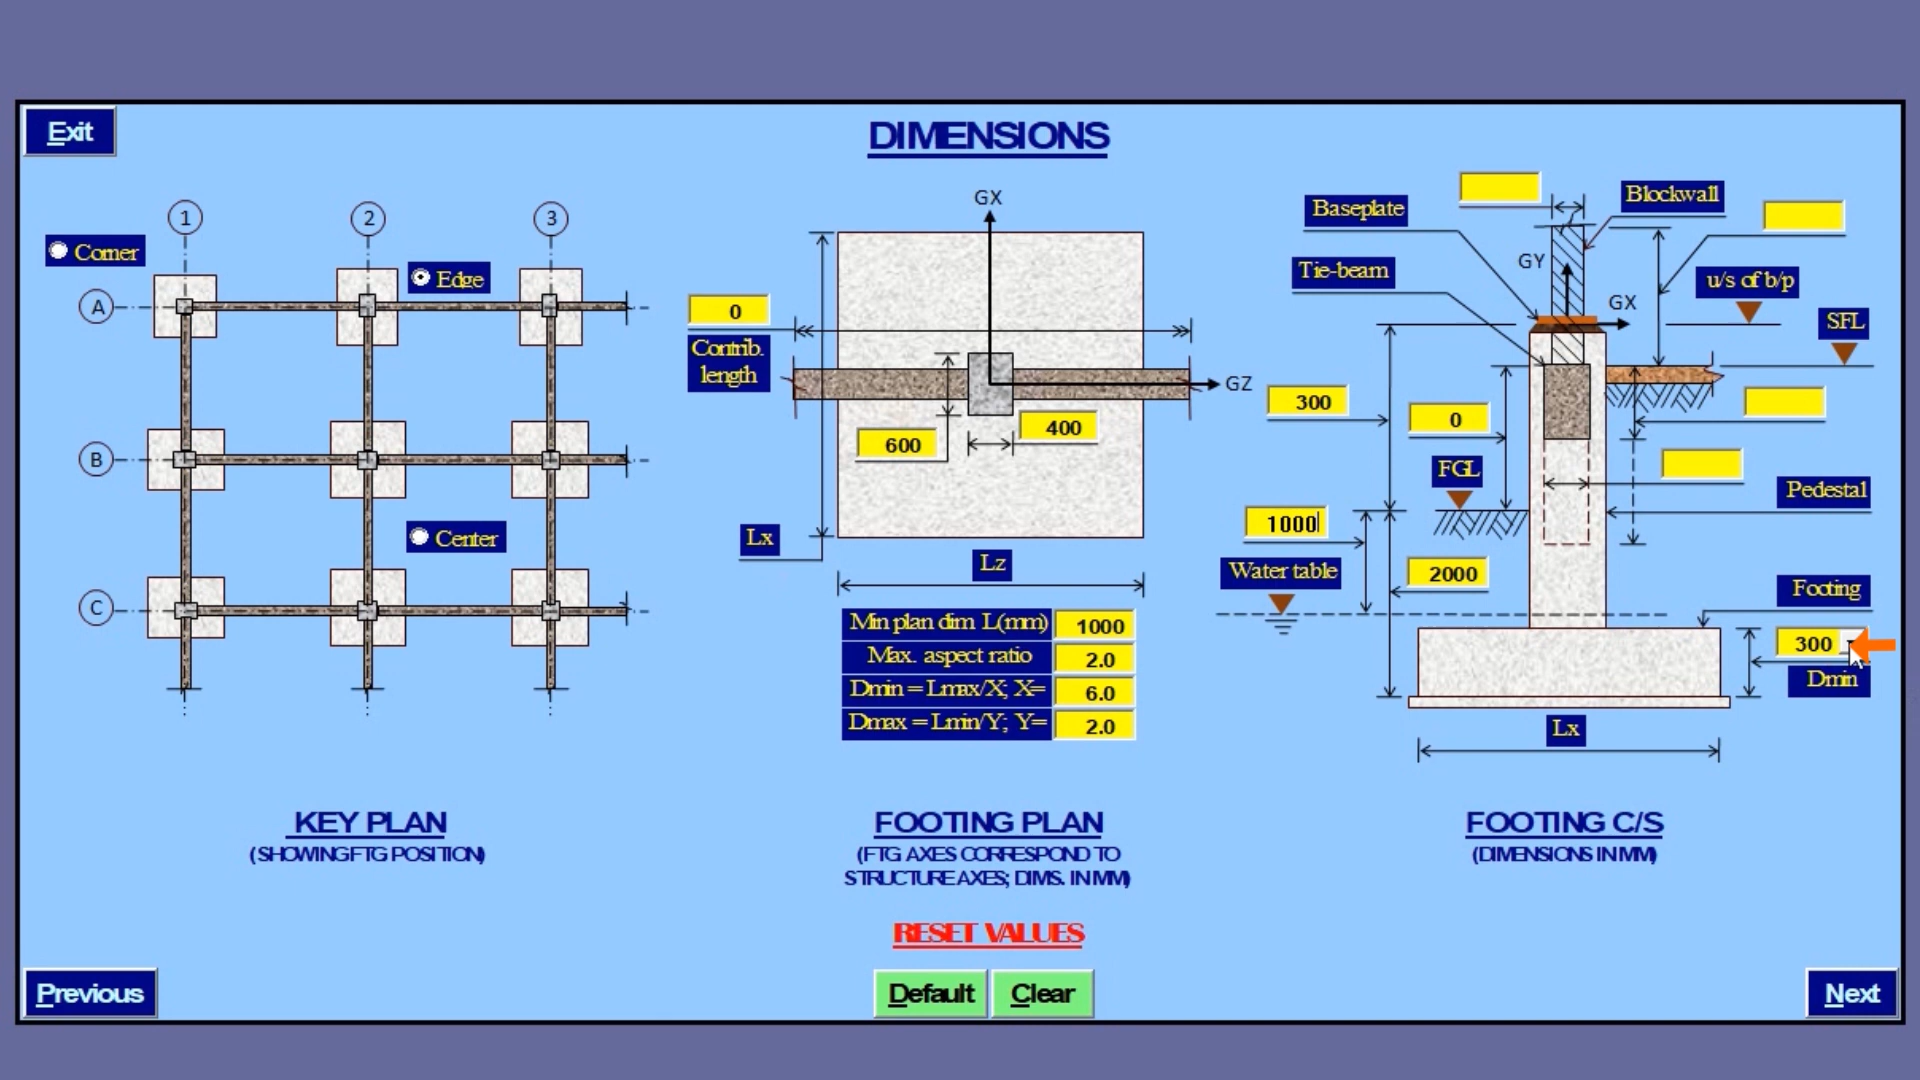 Exit
DIMENSIONS
1
2
3
Corner
Edge
A
B
Center
C
KEY PLAN
(SHOWING FTG POSITION)
GX
0
Contrib.
length
GZ
600
400
Lx
Lz
Min plan dim L(mm) 1000
Max. aspect ratio 2.0
Dmin = Lmax/X; X= 6.0
Dmax = Lmin/Y; Y= 2.0
FOOTING PLAN
(FTG AXES CORRESPOND TO
STRUCTURE AXES; DIMS. IN MM)
Baseplate
Blockwall
Tie-beam
GY
u/s of b/p
GX
SFL
300
0
FGL
Pedestal
1000
Water table
2000
Footing
300
Dmin
Lx
FOOTING C/S
(DIMENSIONS IN MM)
RESET VALUES
Previous
Default
Clear
Next